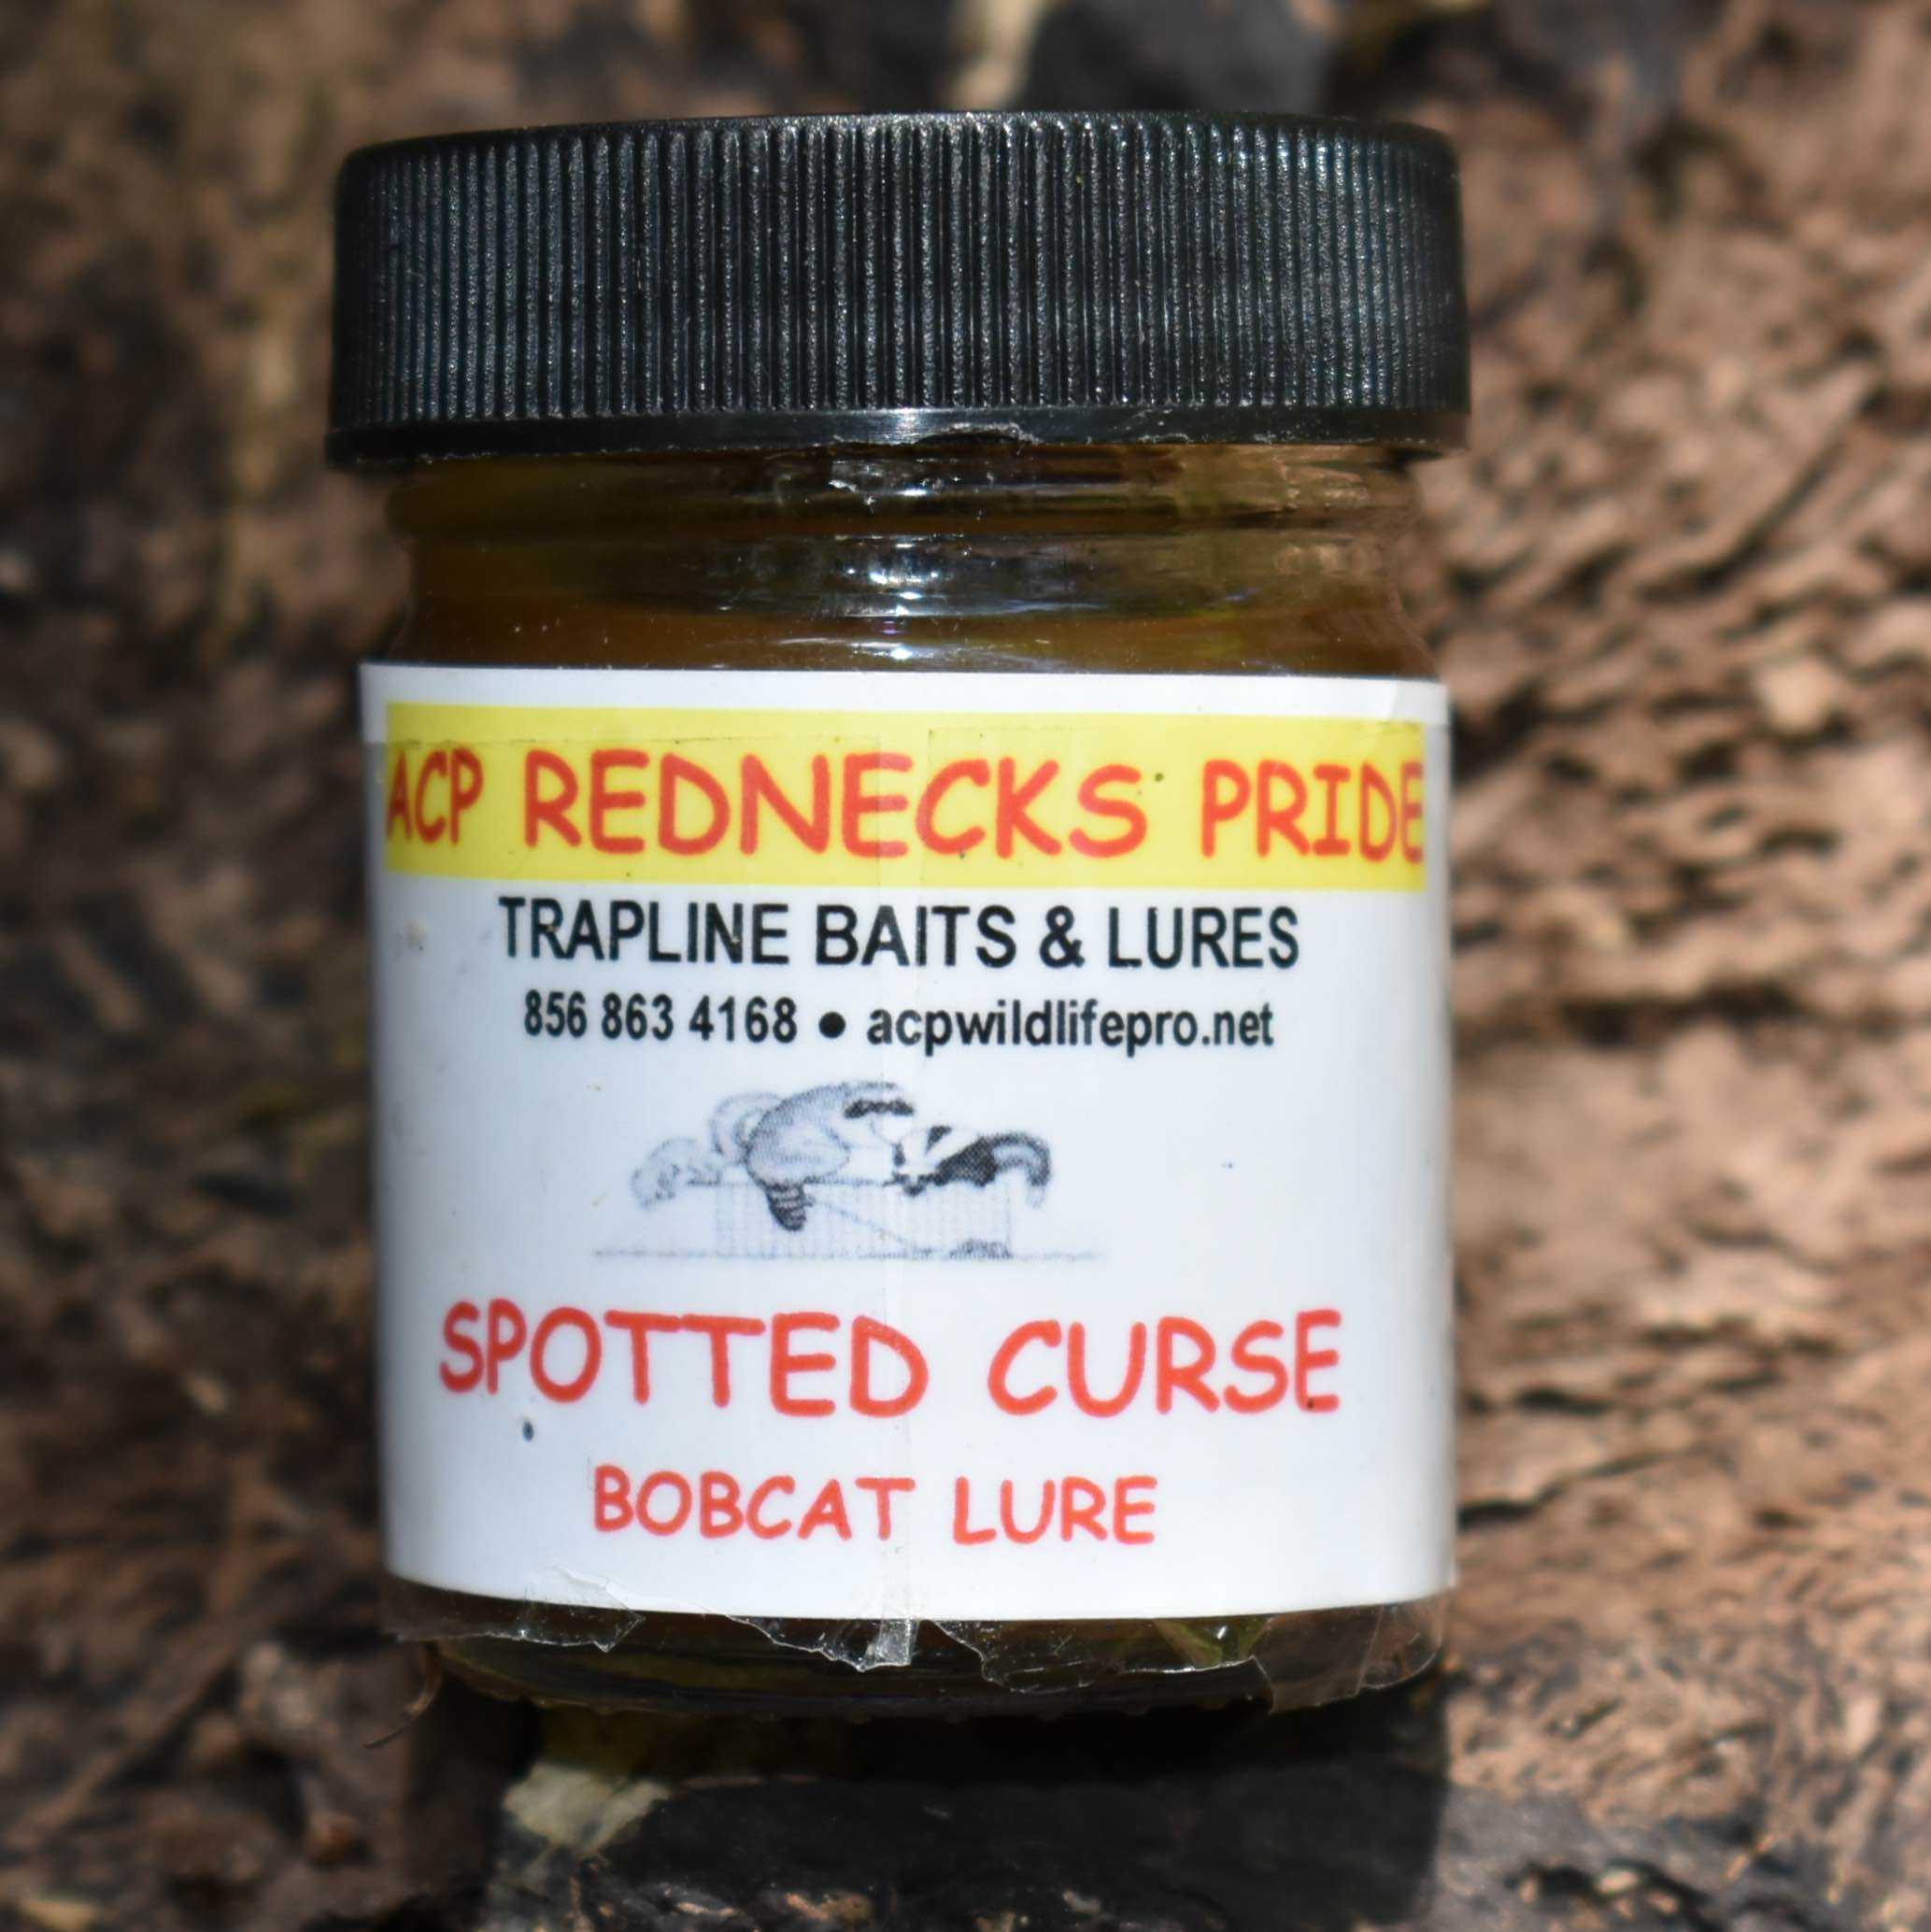 ACP REDNECKS PRIDE
TRAPLINE BAITS & LURES
856 863 4168 ● acpwildlifepro.net
SPOTTED CURSE
BOBCAT LURE